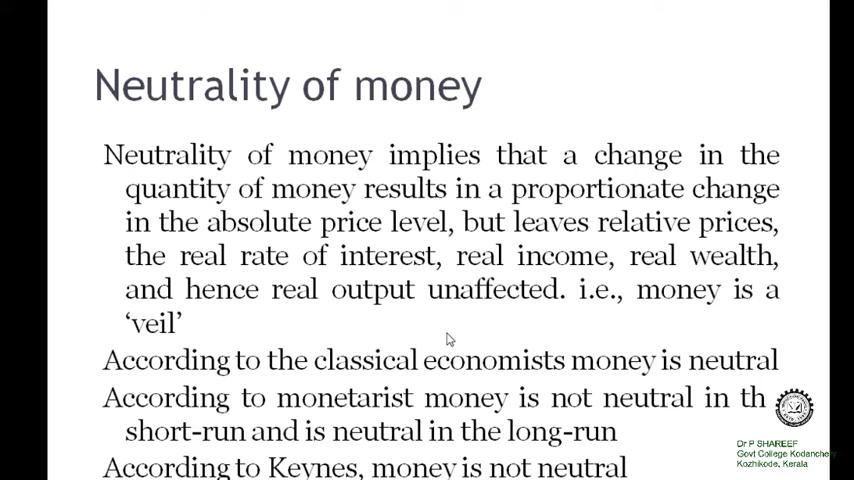 Neutrality of money
Neutrality of money implies that a change in the
quantity of money results in a proportionate change
in the absolute price level, but leaves relative prices,
the real rate of interest, real income, real wealth,
and hence real output unaffected. i.e., money is a
‘veil’
According to the classical economists money is neutral
According to monetarist money is not neutral in th
short-run and is neutral in the long-run
According to Keynes, money is not neutral
Dr P SHAREEF
Govt College Kodanchery
Kozhikode, Kerala